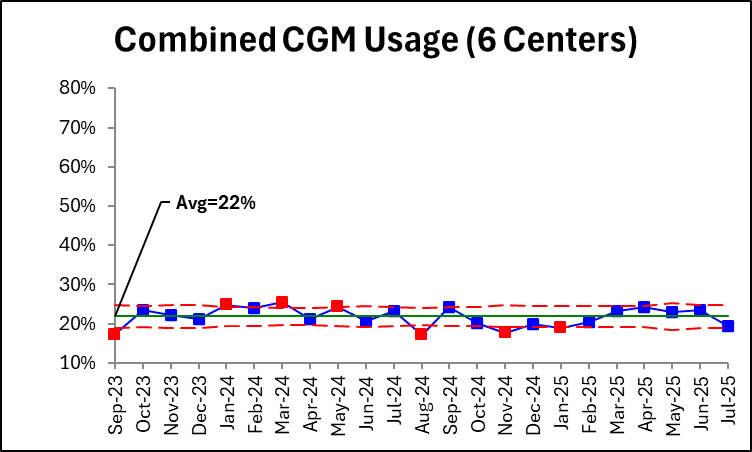 Combined CGM Usage (6 Centers)
80%
70%
60%
50%
40%
30%
20%
10%
Avg=22%
Sep-23
Oct-23
Nov-23
Dec-23
Jan-24
Feb-24
Mar-24
Apr-24
May-24
Jun-24
Jul-24
Aug-24
Sep-24
Oct-24
Nov-24
Dec-24
Jan-25
Feb-25
Mar-25
Apr-25
May-25
Jun-25
Jul-25